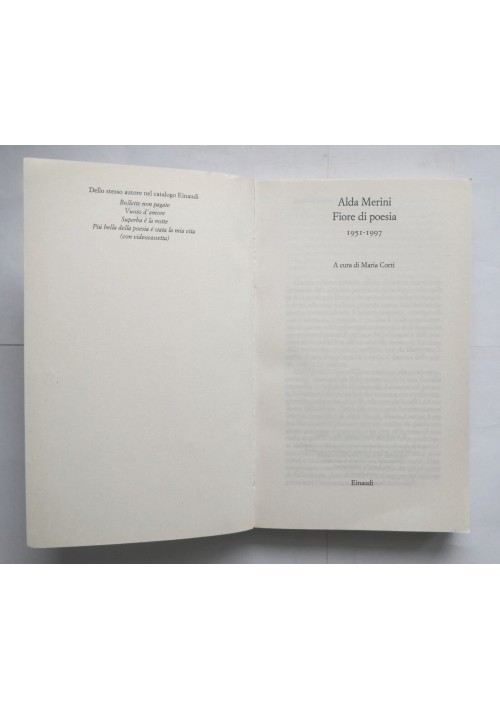 Dello stesso autore nel catalogo Einaudi
Ballate non pagate
Vuoto d'amore
Superba è la notte
Più bella della poesia è stata la mia vita
(con videocassetta)
Alda Merini
Fiore di poesia
1951-1997
A cura di Maria Corti
Einaudi